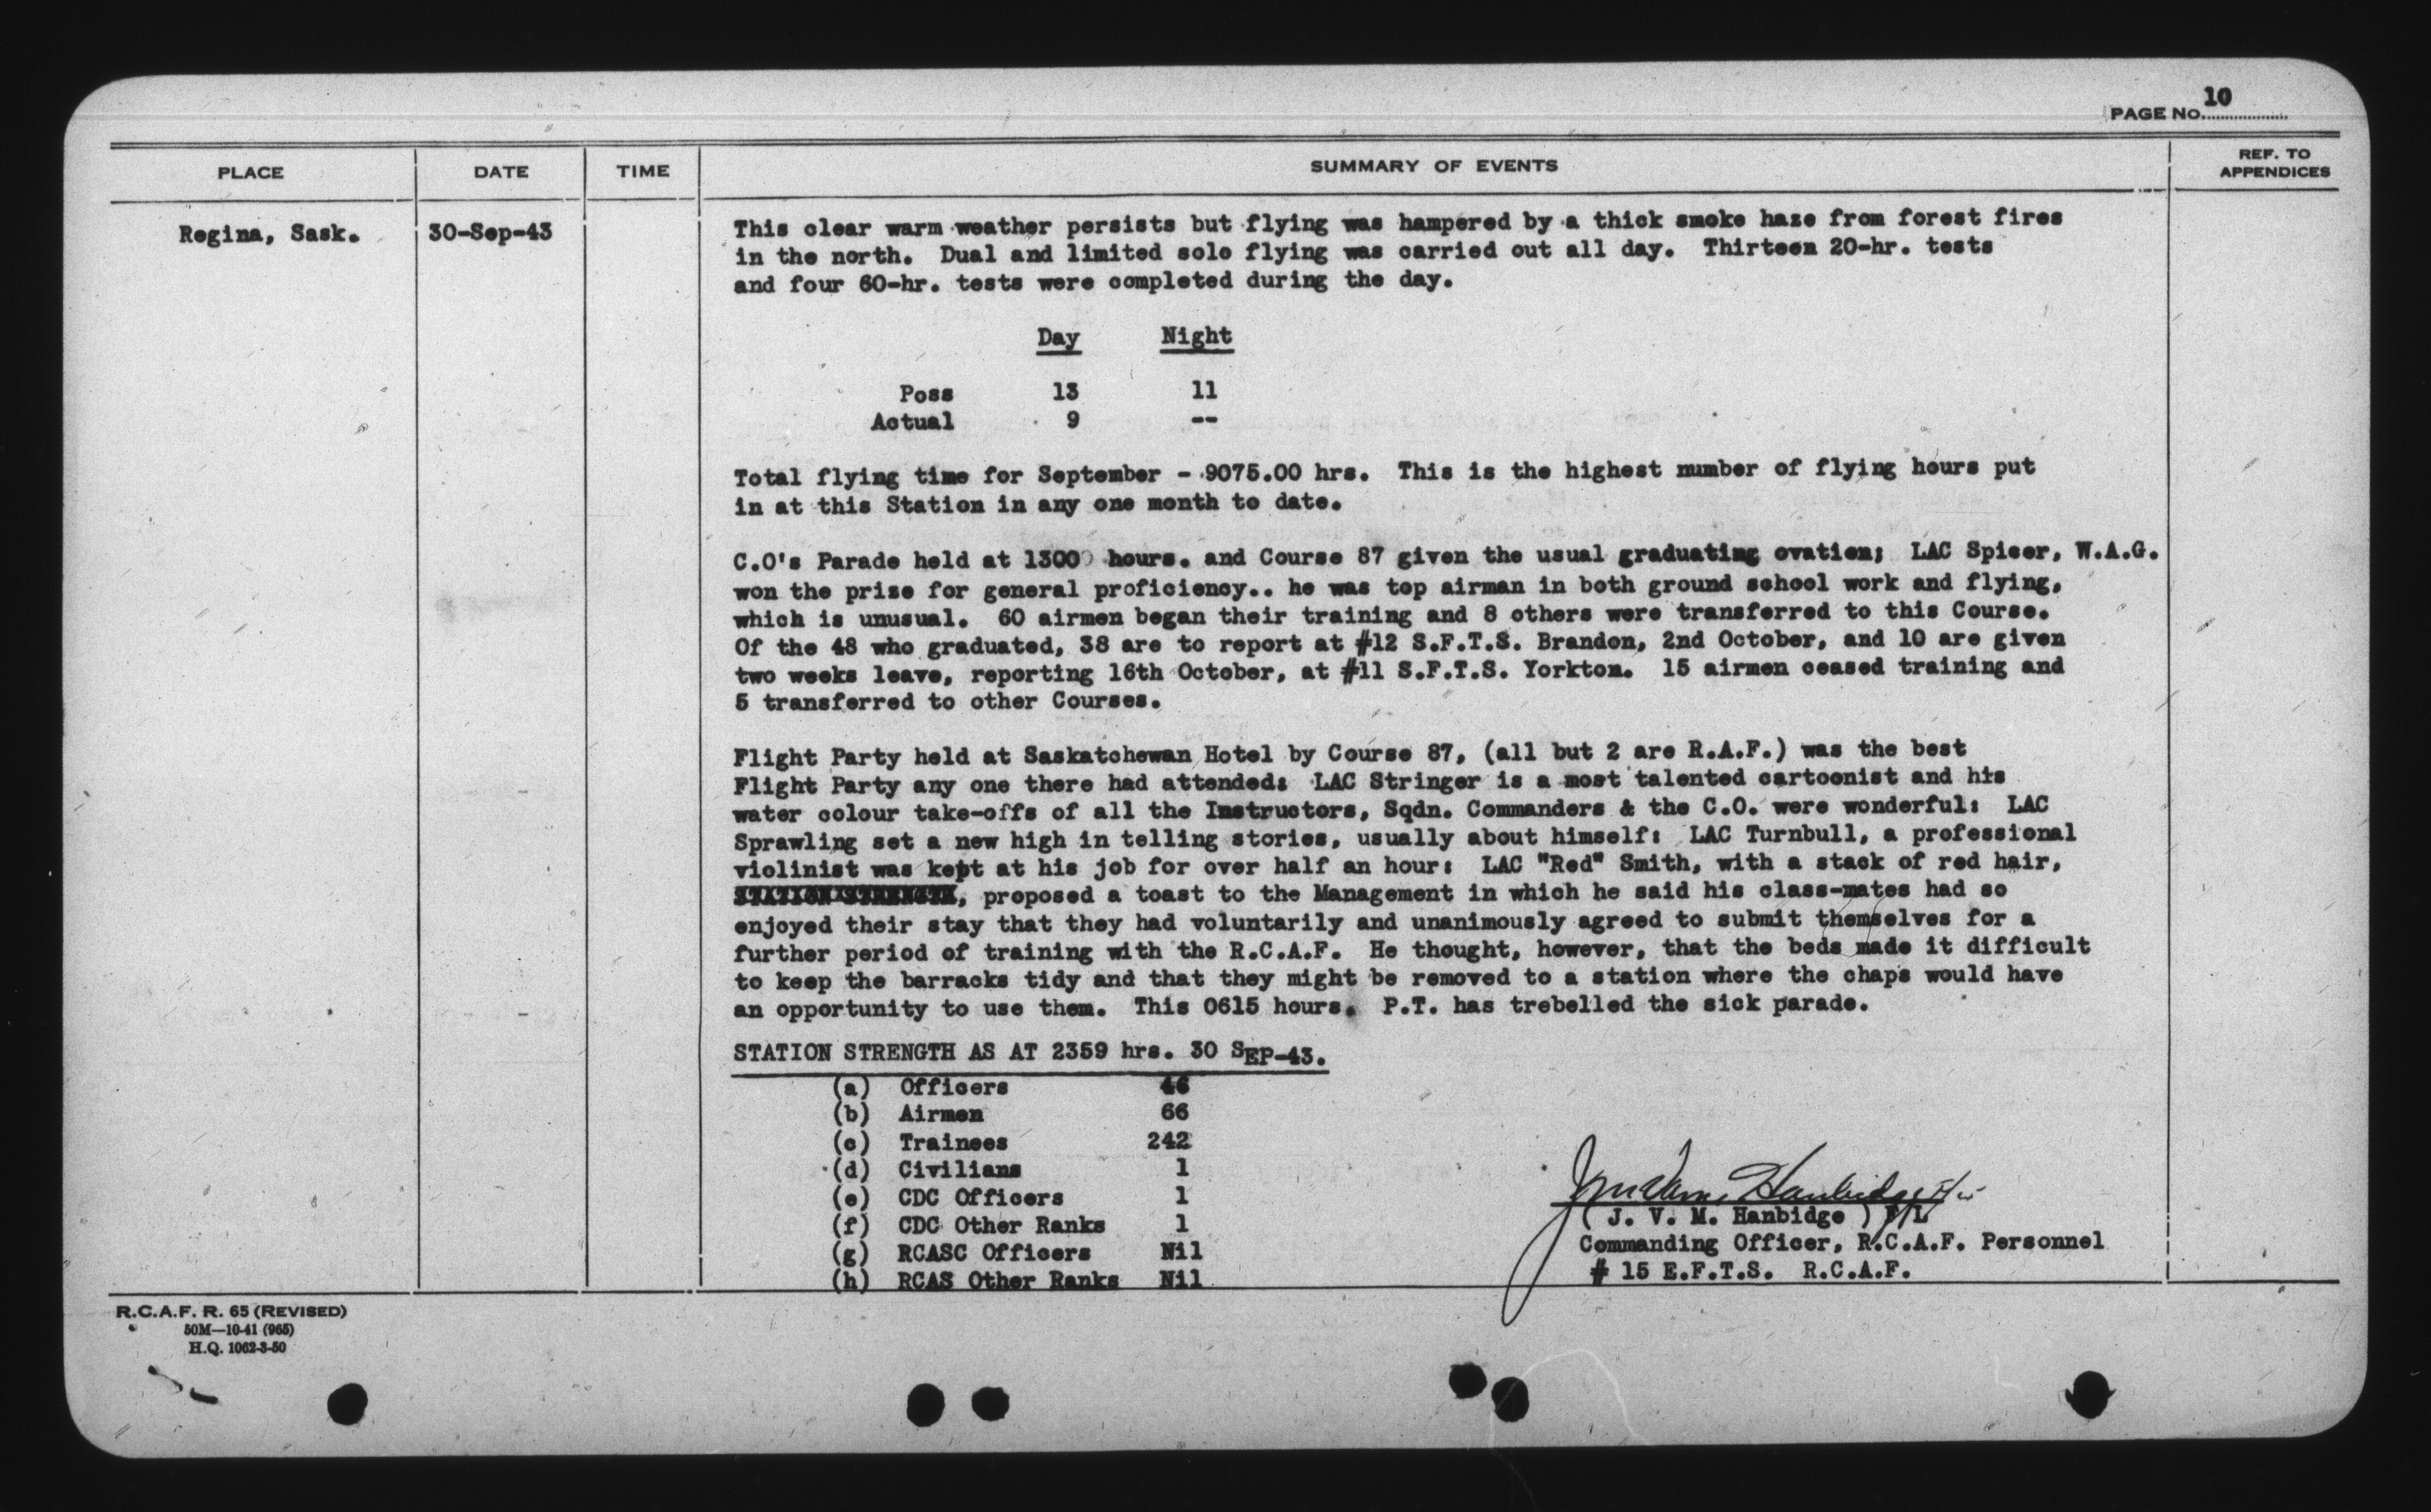 PAGE NO. 10
PLACE DATE TIME SUMMARY OF EVENTS REF. TO APPENDICES
Regina, Sask. 30-Sep-43
This clear warm weather persists but flying was hampered by a thick smoke haze from forest fires
in the north. Dual and limited solo flying was carried out all day. Thirteen 20-hr. tests
and four 60-hr. tests were completed during the day.
Day Night
Poss 13 11
Actual 9 --
Total flying time for September - 9075.00 hrs. This is the highest number of flying hours put
in at this Station in any one month to date.
C.O's Parade held at 1300 hours. and Course 87 given the usual graduating ovation; LAC Spicer, W.A.G.
won the prize for general proficiency.. he was top airman in both ground school work and flying,
which is unusual. 60 airmen began their training and 8 others were transferred to this Course.
Of the 48 who graduated, 38 are to report at #12 S.F.T.S. Brandon, 2nd October, and 10 are given
two weeks leave, reporting 16th October, at #11 S.F.T.S. Yorkton. 15 airmen ceased training and
5 transferred to other Courses.
Flight Party held at Saskatchewan Hotel by Course 87, (all but 2 are R.A.F.) was the best
Flight Party any one there had attended: LAC Stringer is a most talented cartoonist and his
water colour take-offs of all the Instructors, Sqdn. Commanders & the C.O. were wonderful: LAC
Sprawling set a new high in telling stories, usually about himself: LAC Turnbull, a professional
violinist was kept at his job for over half an hour: LAC "Red" Smith, with a stack of red hair,
STATION STRENGTH, proposed a toast to the Management in which he said his class-mates had so
enjoyed their stay that they had voluntarily and unanimously agreed to submit themselves for a
further period of training with the R.C.A.F. He thought, however, that the beds made it difficult
to keep the barracks tidy and that they might be removed to a station where the chaps would have
an opportunity to use them. This 0615 hours. P.T. has trebelled the sick parade.
STATION STRENGTH AS AT 2359 hrs. 30 SEP-43.
(a) Officers 46
(b) Airmen 66
(c) Trainees 242
(d) Civilians 1
(e) CDC Officers 1
(f) CDC Other Ranks 1
(g) RCASC Officers Nil
(h) RCAS Other Ranks Nil
( J. V. M. Hanbidge ) F/L
Commanding Officer, R.C.A.F. Personnel
# 15 E.F.T.S. R.C.A.F.
R.C.A.F. R. 65 (REVISED)
50M—10-41 (965)
H.Q. 1062-3-50